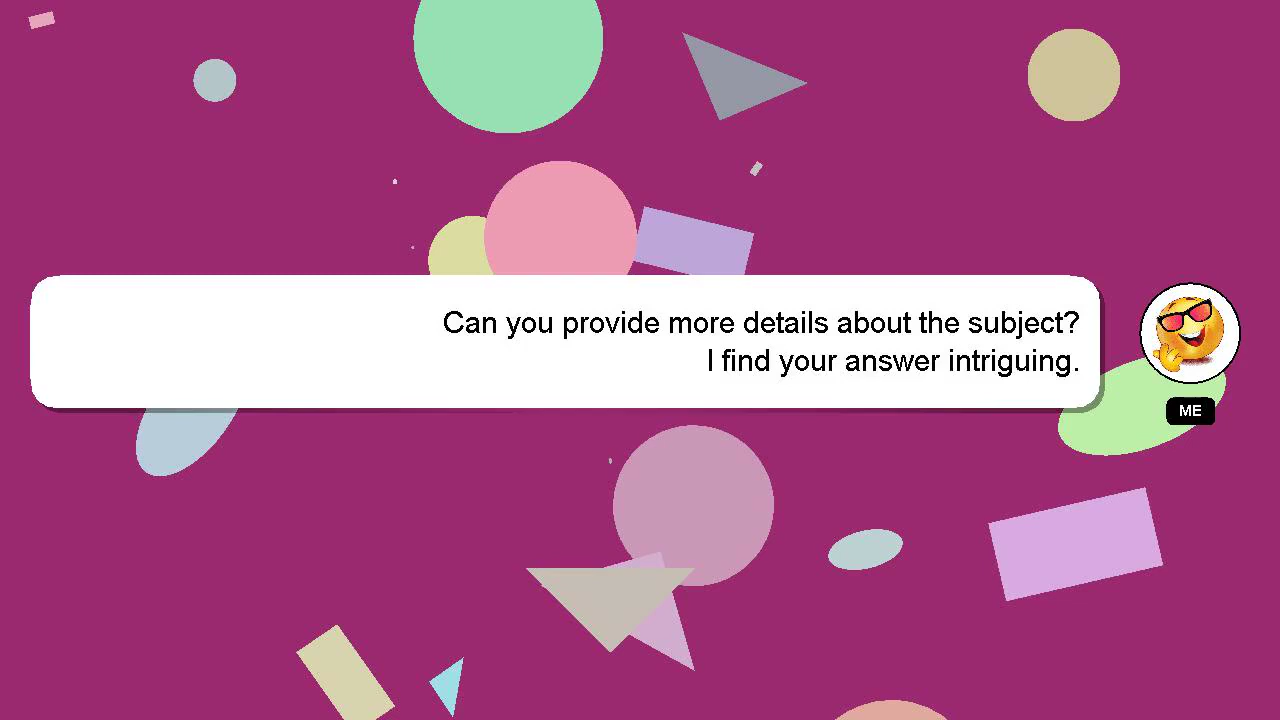 Can you provide more details about the subject?
I find your answer intriguing.
ME